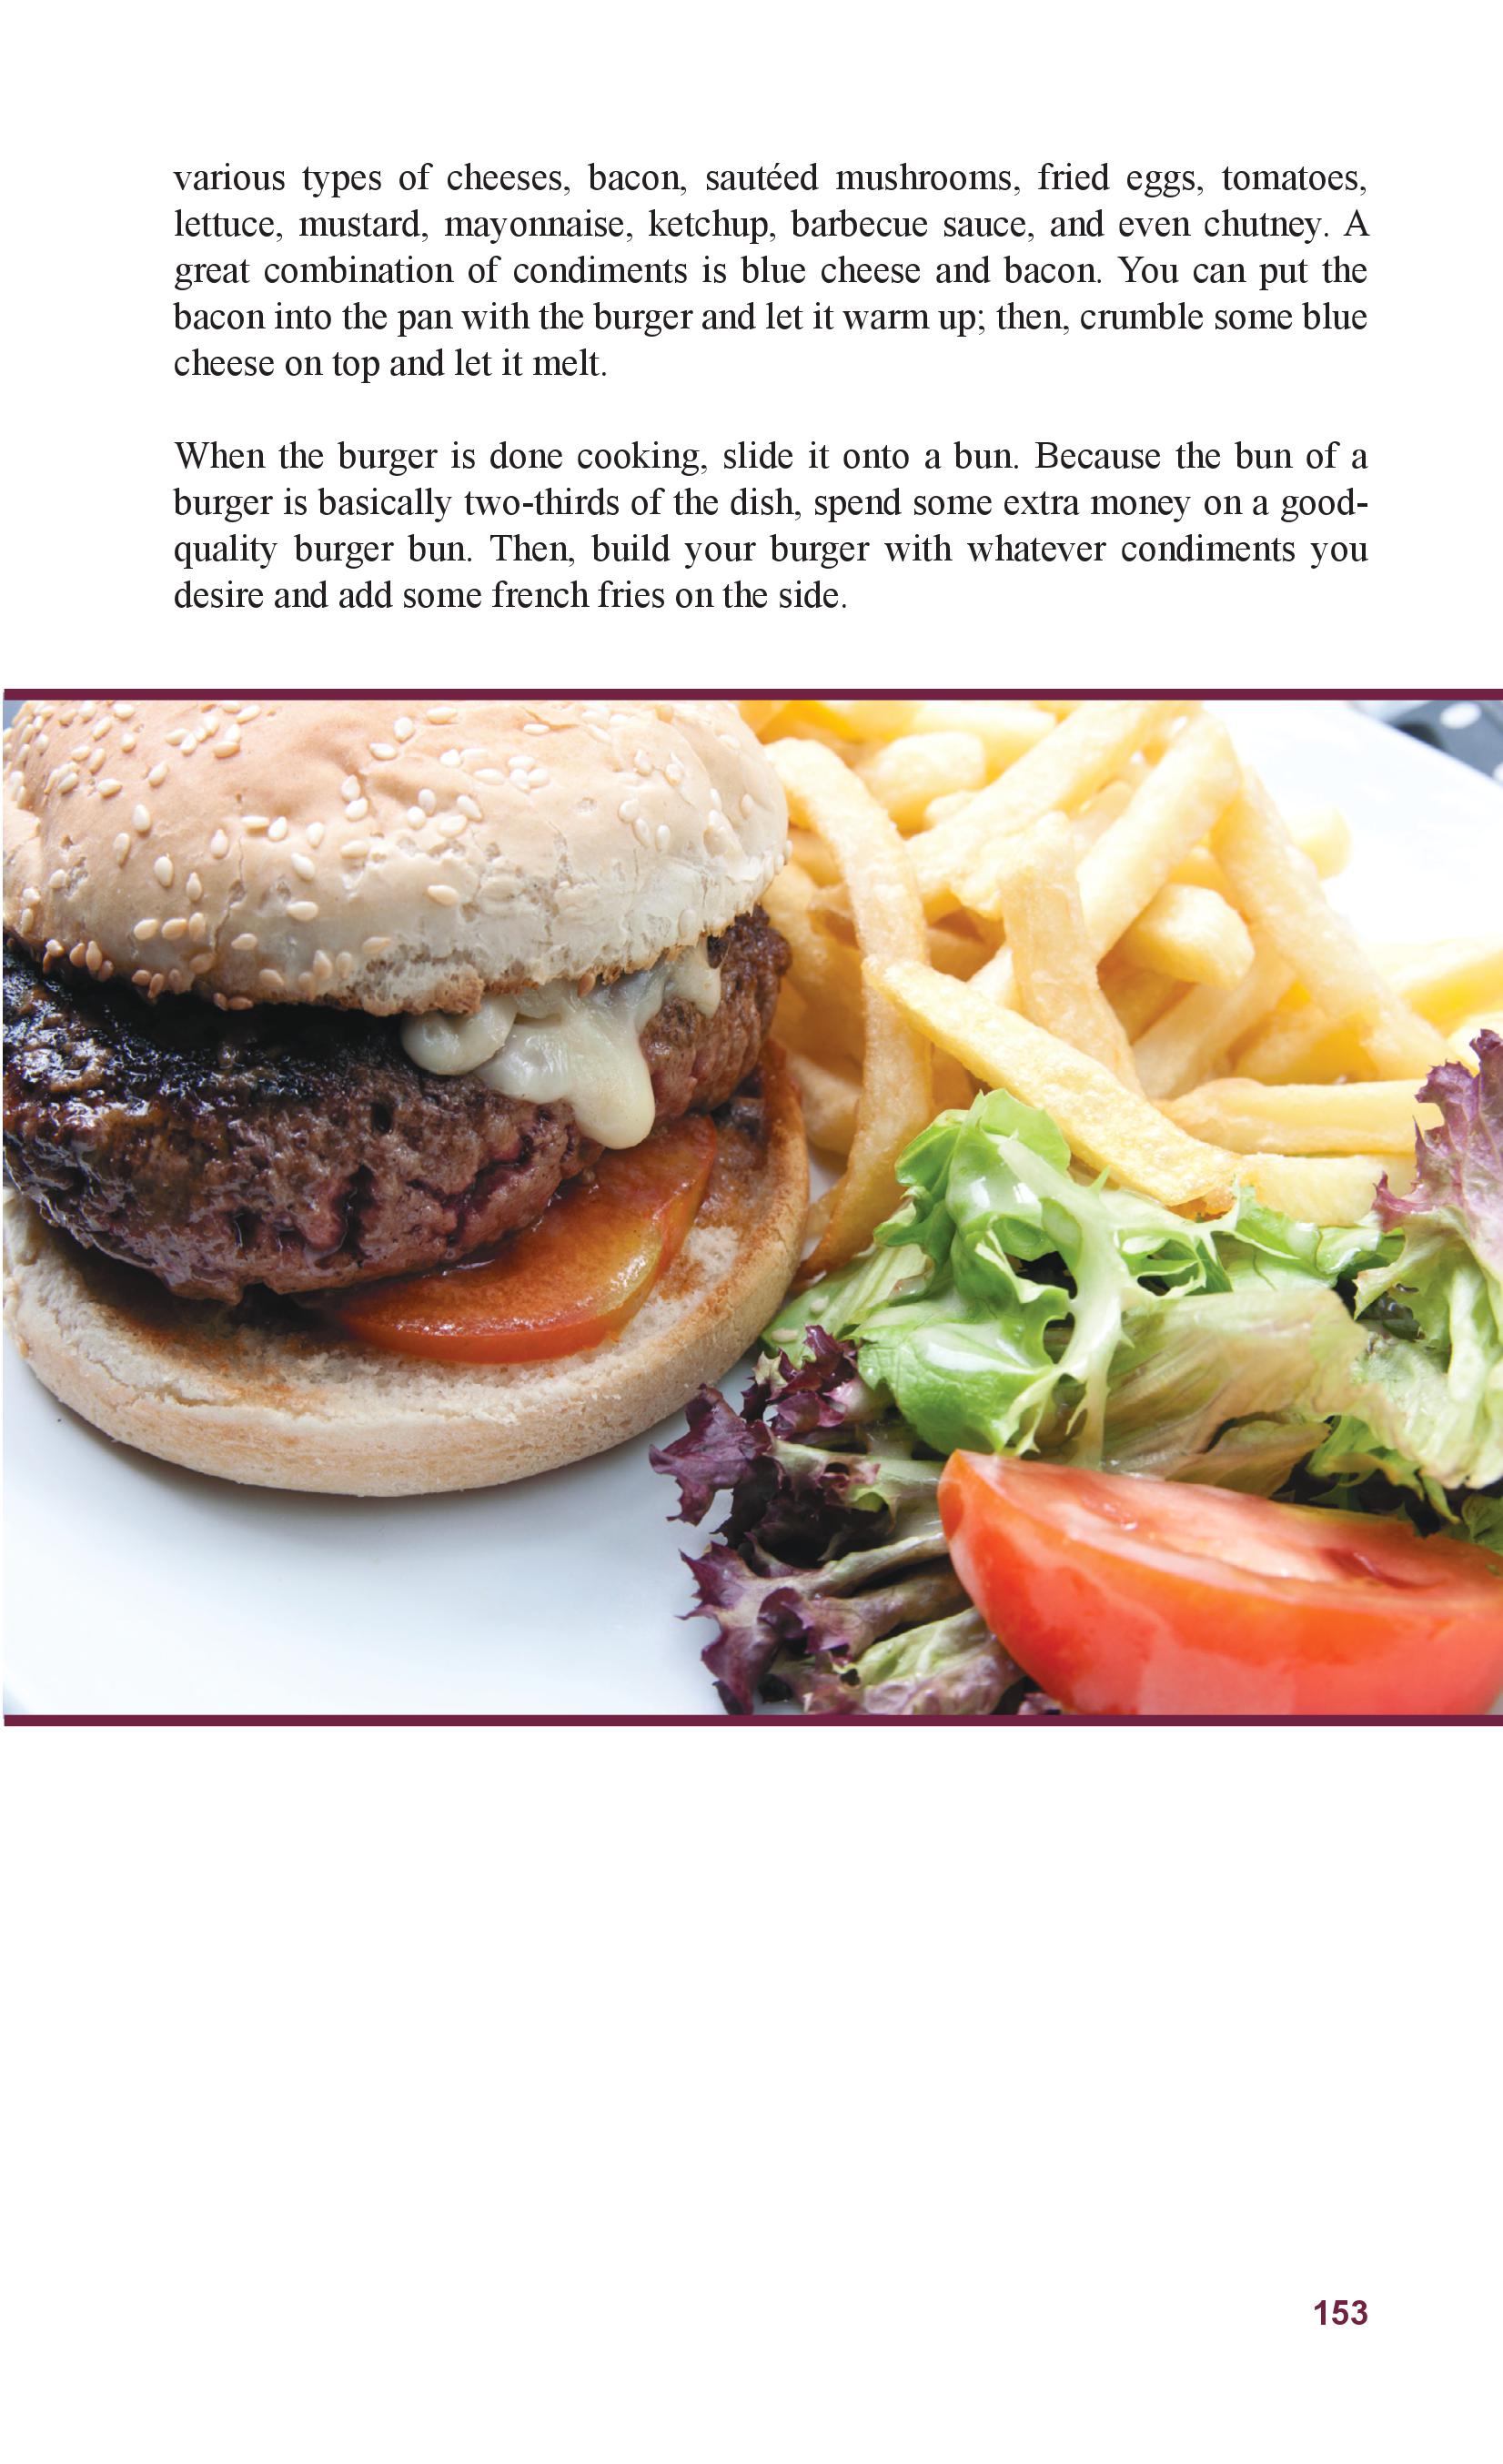 various types of cheeses, bacon, sautéed mushrooms, fried eggs, tomatoes,
lettuce, mustard, mayonnaise, ketchup, barbecue sauce, and even chutney. A
great combination of condiments is blue cheese and bacon. You can put the
bacon into the pan with the burger and let it warm up; then, crumble some blue
cheese on top and let it melt.
When the burger is done cooking, slide it onto a bun. Because the bun of a
burger is basically two-thirds of the dish, spend some extra money on a good-
quality burger bun. Then, build your burger with whatever condiments you
desire and add some french fries on the side.
153